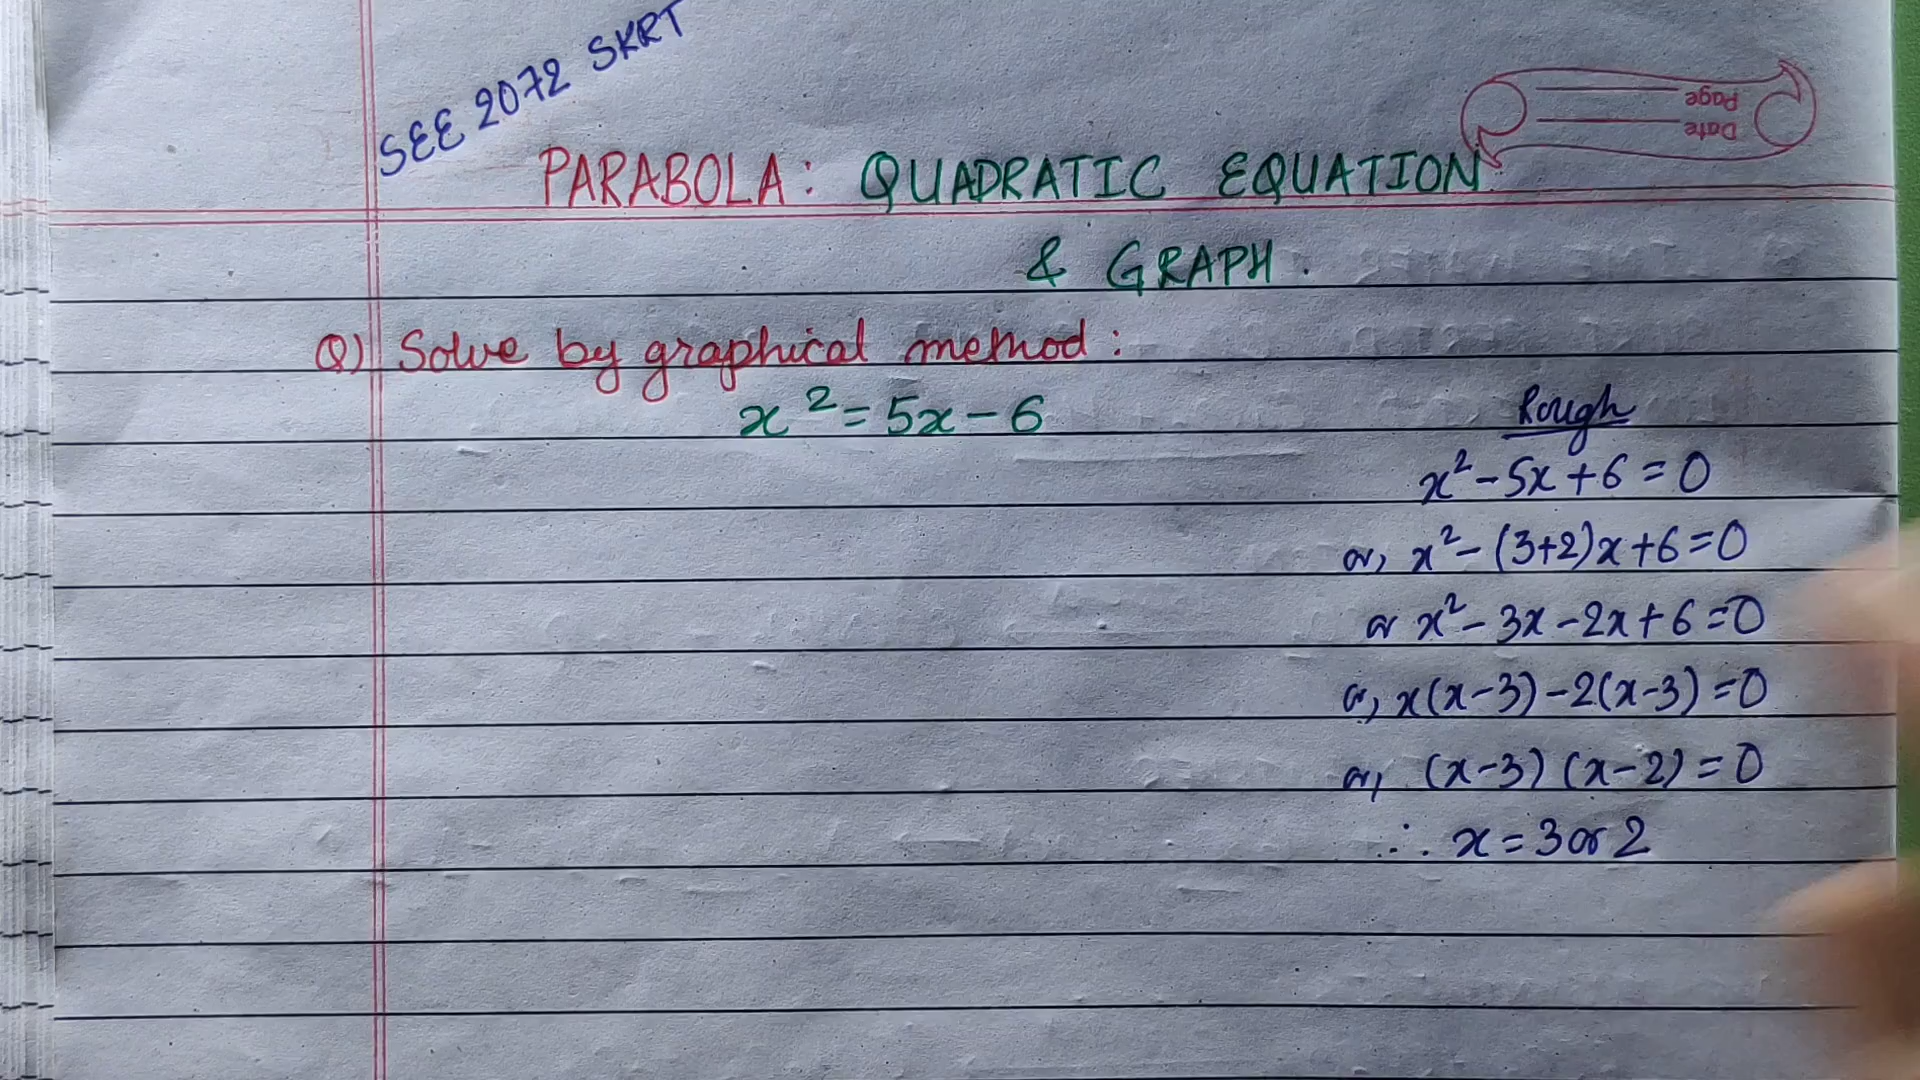 SEE 2072 SKRT
Page
Date
PARABOLA: QUADRATIC EQUATION
& GRAPH.
Q) Solve by graphical method:
x² = 5x - 6
Rough
x² - 5x + 6 = 0
or, x² - (3+2)x + 6 = 0
or x² - 3x - 2x + 6 = 0
or, x(x-3) - 2(x-3) = 0
or, (x-3) (x-2) = 0
∴ x = 3 or 2